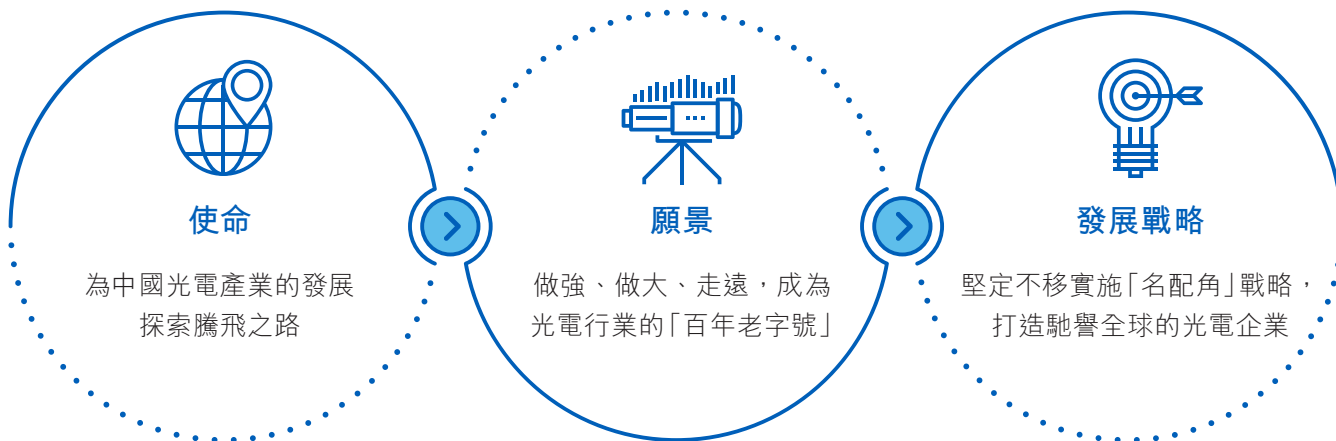 使命
為中國光電產業的發展
探索騰飛之路
願景
做強、做大、走遠，成為
光電行業的「百年老字號」
發展戰略
堅定不移實施「名配角」戰略，
打造馳譽全球的光電企業